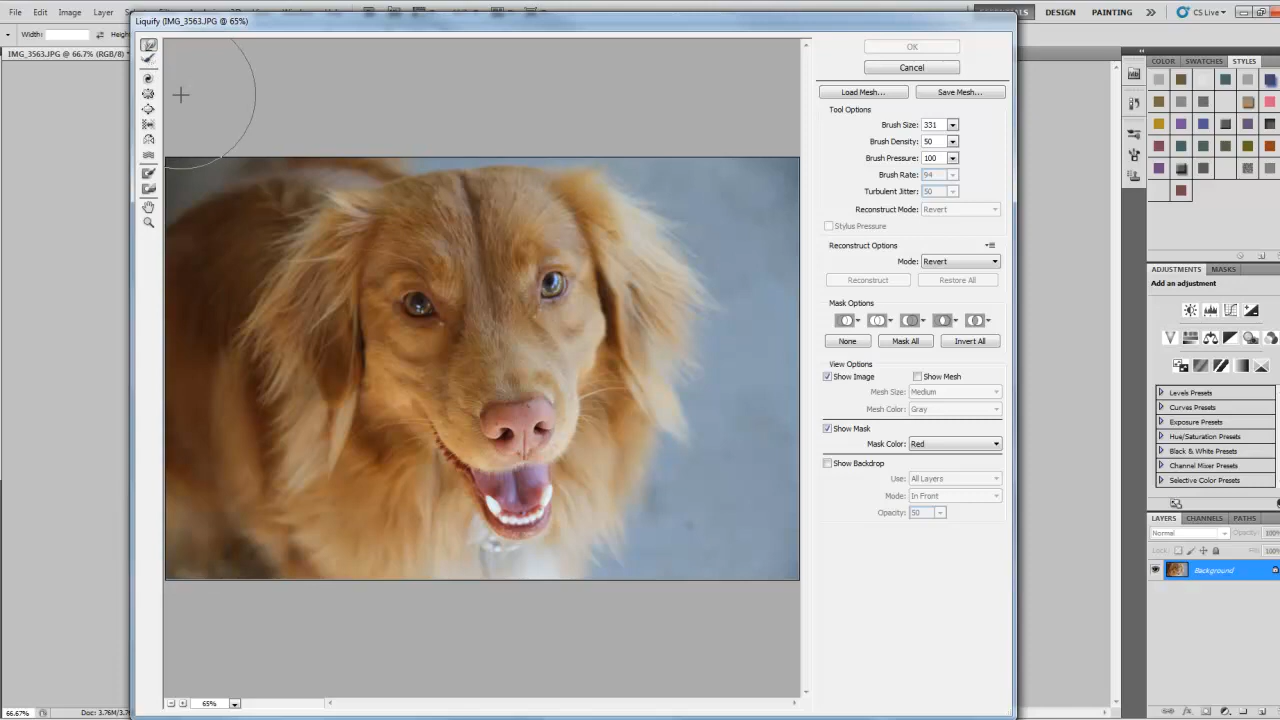 File Edit Image Layer
DESIGN PAINTING CS Live
Liquify (IMG_3563.JPG @ 65%)
Width:
IMG_3563.JPG @ 66.7% (RGB/8)
OK
Cancel
Load Mesh... Save Mesh...
Tool Options
Brush Size: 331
Brush Density: 50
Brush Pressure: 100
Brush Rate: 94
Turbulent Jitter: 50
Reconstruct Mode: Revert
Stylus Pressure
Reconstruct Options
Mode: Revert
Reconstruct Restore All
Mask Options
None Mask All Invert All
View Options
Show Image Show Mesh
Mesh Size: Medium
Mesh Color: Gray
Show Mask
Mask Color: Red
Show Backdrop
Use: All Layers
Mode: In Front
Opacity: 50
65%
COLOR SWATCHES STYLES
ADJUSTMENTS MASKS
Add an adjustment
Levels Presets
Curves Presets
Exposure Presets
Hue/Saturation Presets
Black & White Presets
Channel Mixer Presets
Selective Color Presets
LAYERS CHANNELS PATHS
Normal Opacity: 100%
Lock: Fill: 100%
Background
66.67% Doc: 3.76M/3.7